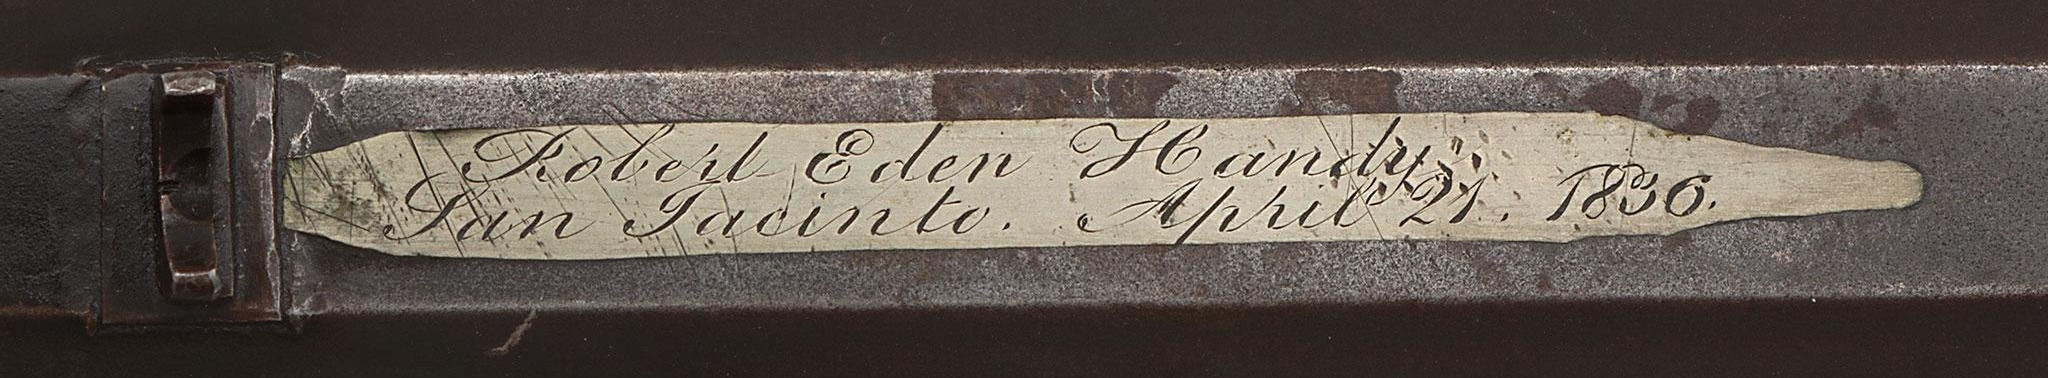 Robert Eden Handy.
San Jacinto. April 21. 1836.